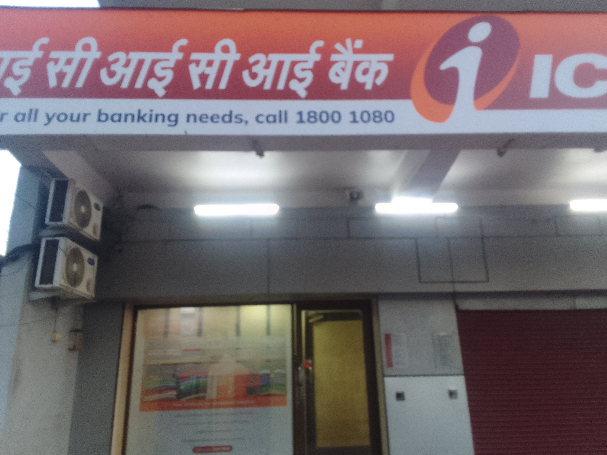 ई सी आई सी आई बैंक i IC
r all your banking needs, call 1800 1080